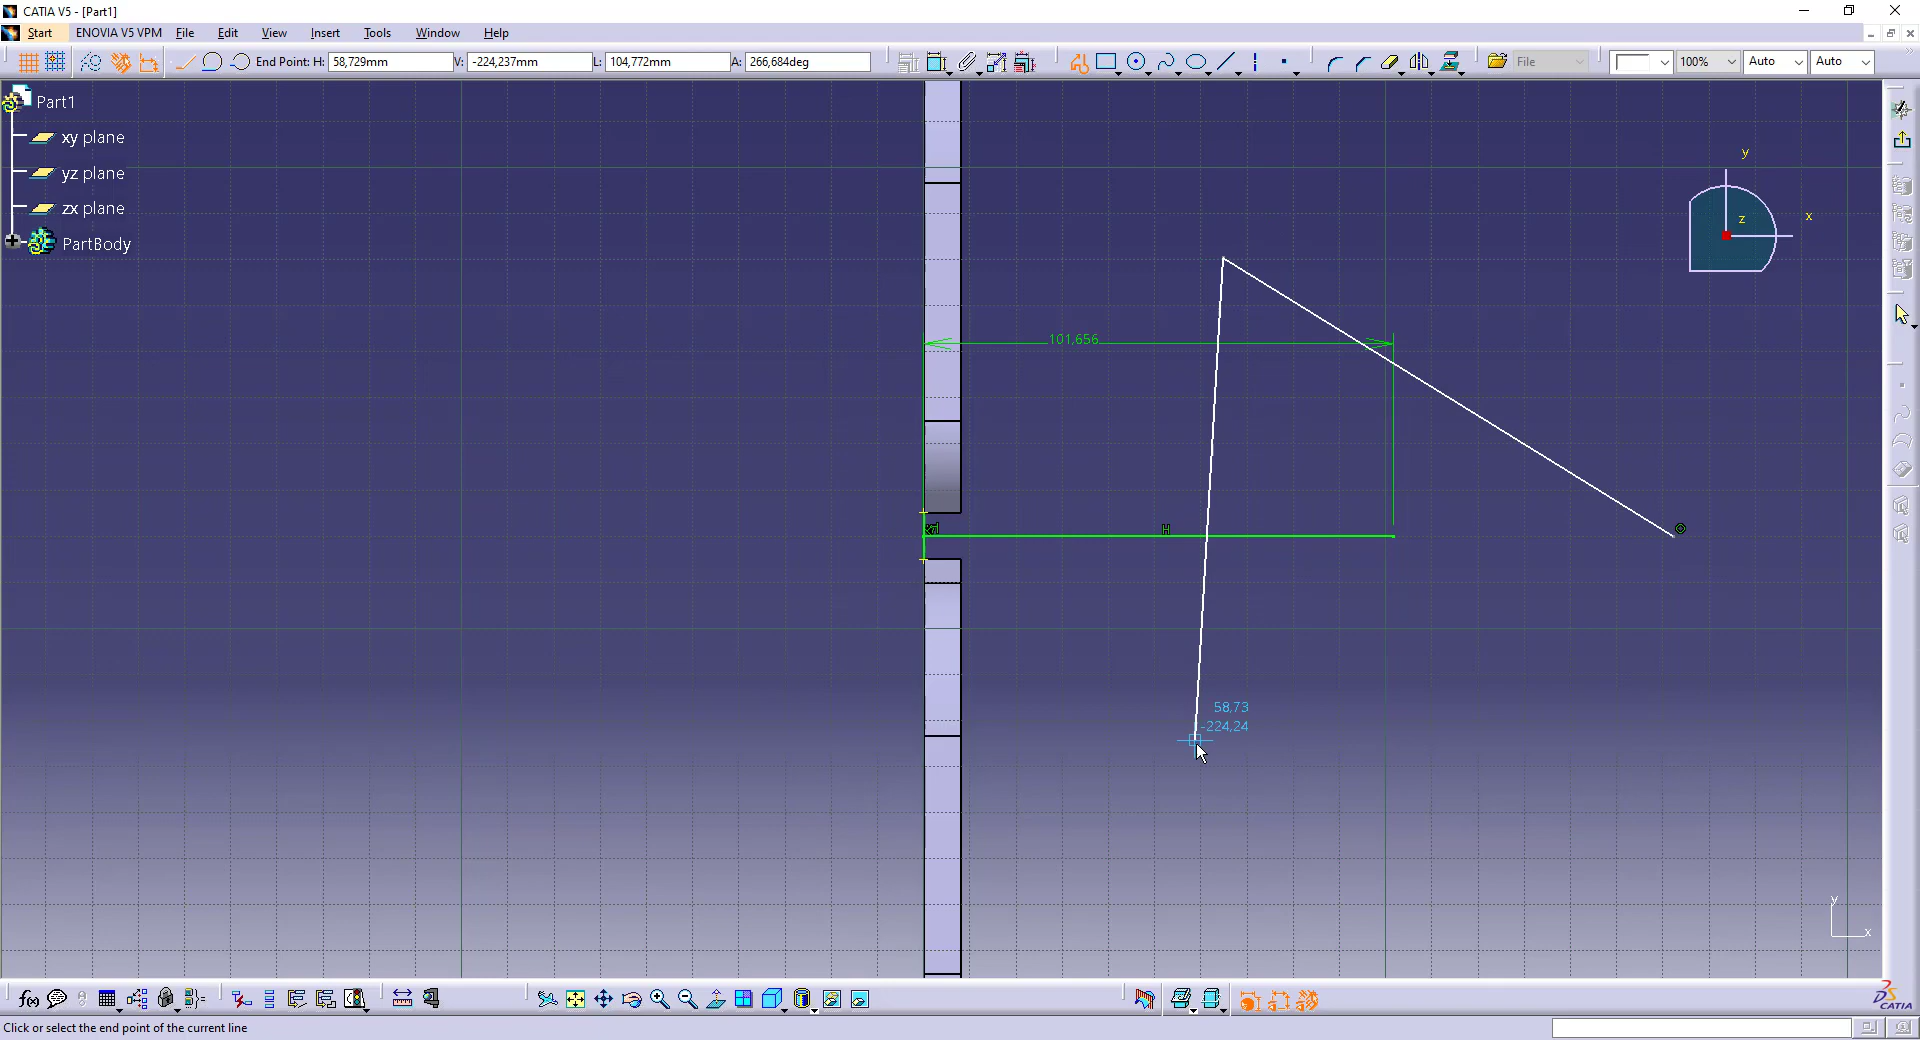 CATIA V5 - [Part1]
Start ENOVIA V5 VPM File Edit View Insert Tools Window Help
End Point: H: 58,729mm V: -224,237mm L: 104,772mm A: 266,684deg File 100% Auto Auto
Part1
xy plane
yz plane
zx plane
PartBody
y
x
z
101,656
H
58,73
-224,24
y
x
f(x)
CATIA
Click or select the end point of the current line